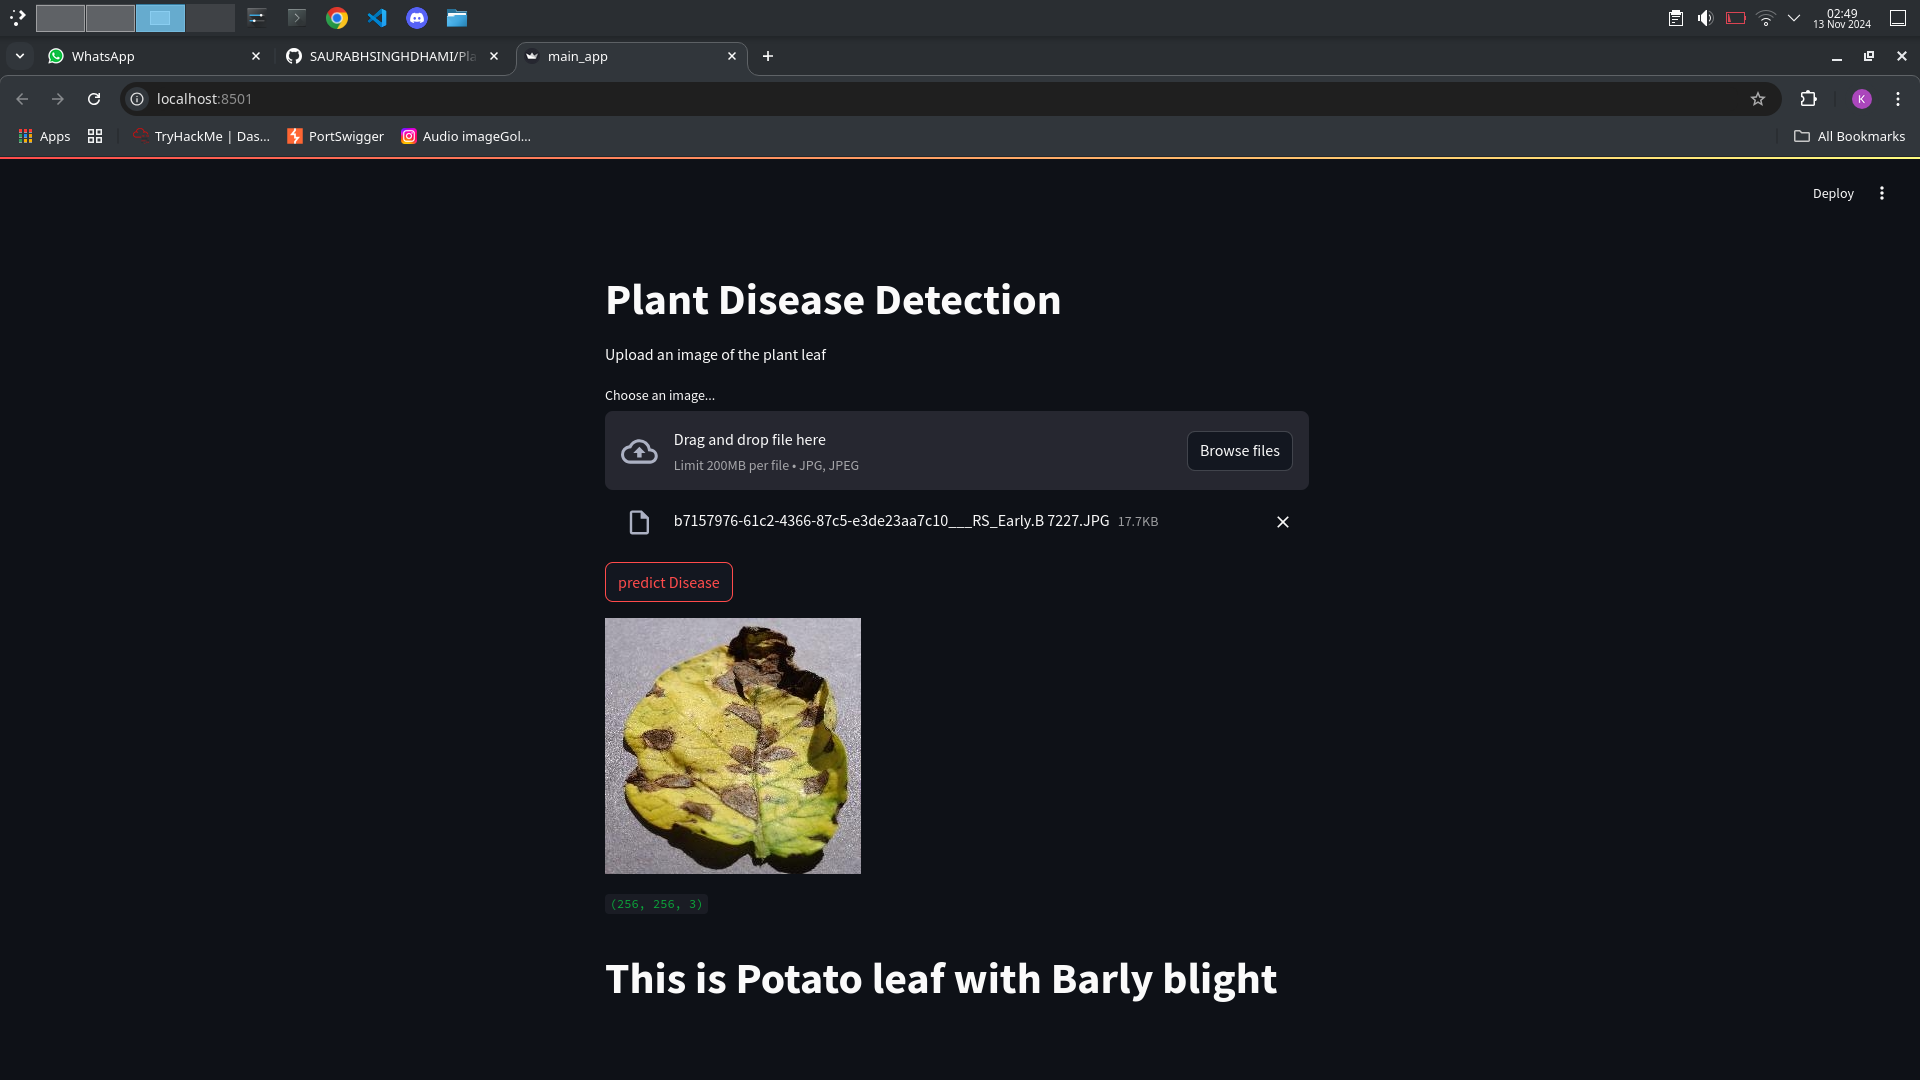 02:49
13 Nov 2024
WhatsApp
SAURABHSINGHDHAMI/Pla
main_app
localhost:8501
K
Apps
TryHackMe | Das...
PortSwigger
Audio imageGol...
All Bookmarks
Deploy
Plant Disease Detection
Upload an image of the plant leaf
Choose an image...
Drag and drop file here
Limit 200MB per file • JPG, JPEG
Browse files
b7157976-61c2-4366-87c5-e3de23aa7c10___RS_Early.B 7227.JPG 17.7KB
predict Disease
(256, 256, 3)
This is Potato leaf with Barly blight